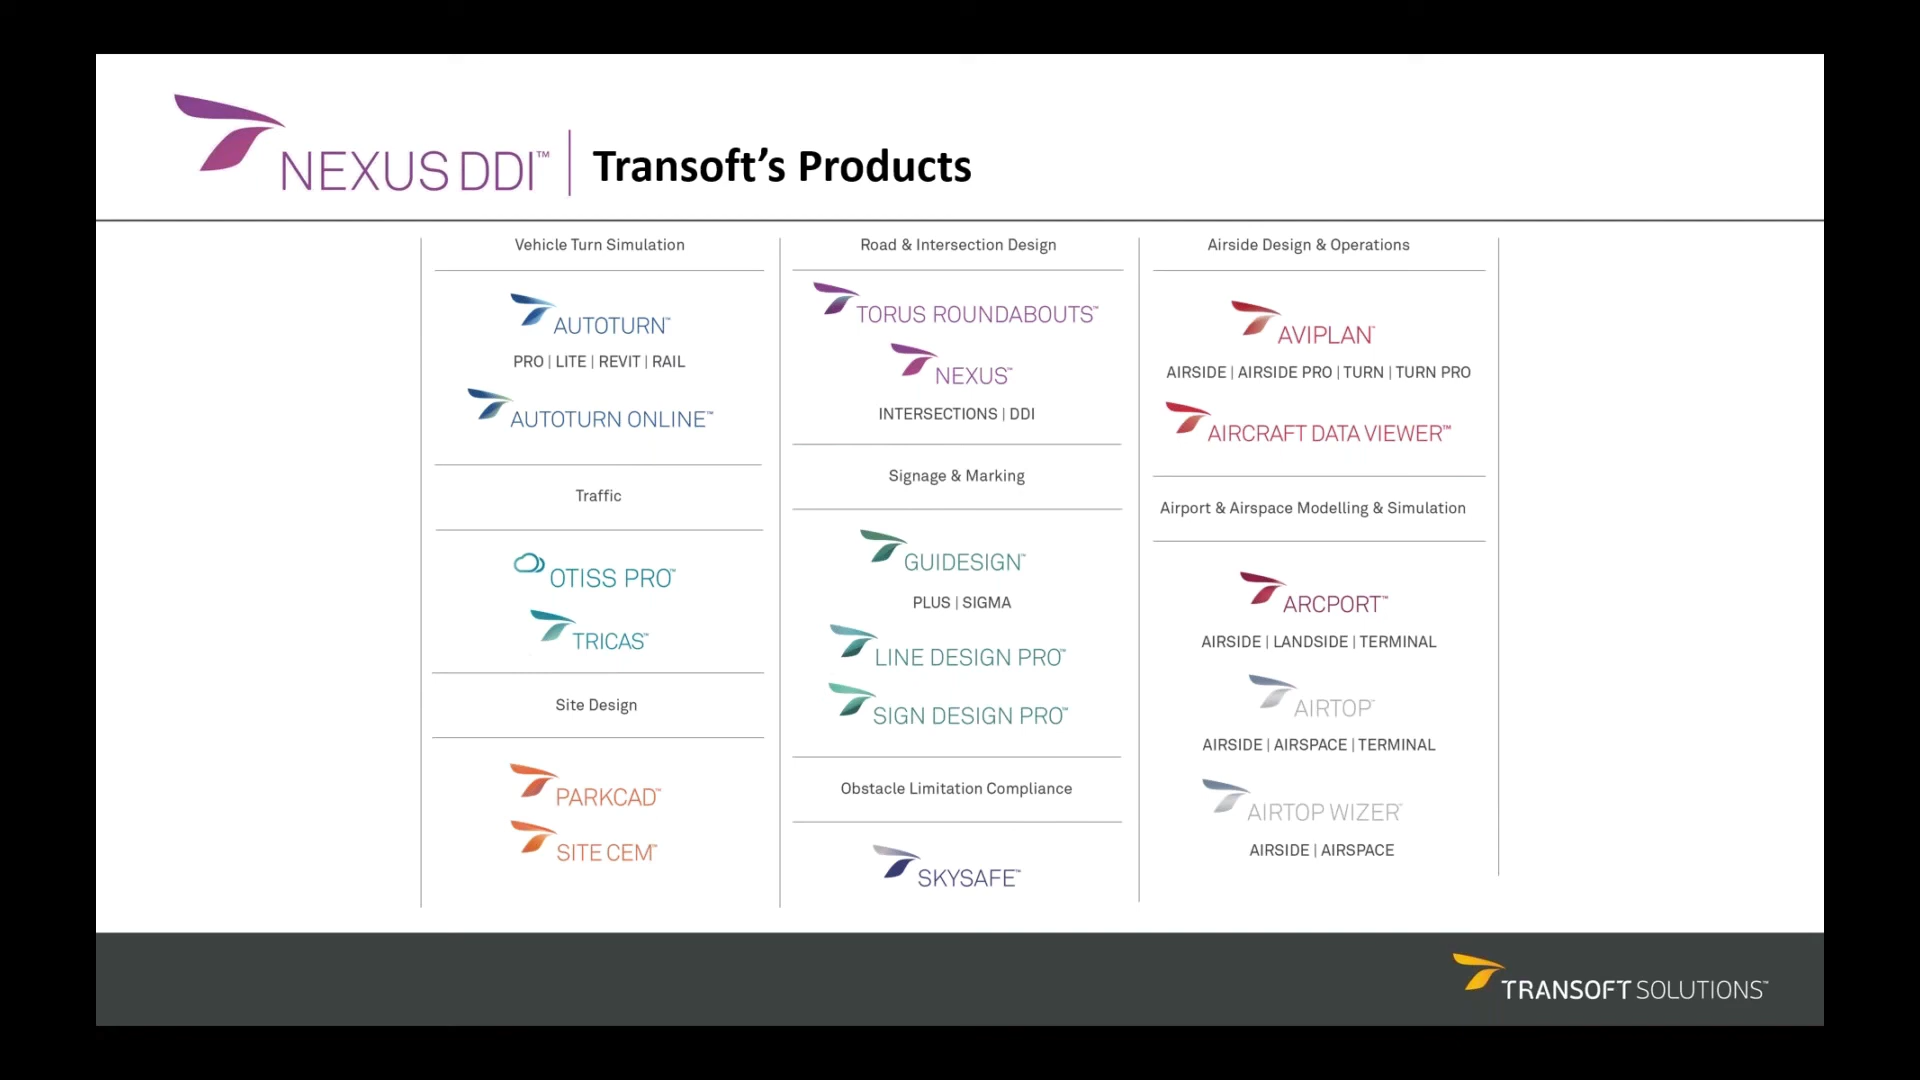 NEXUS DDI™ | Transoft's Products
Vehicle Turn Simulation
AUTOTURN™
PRO | LITE | REVIT | RAIL
AUTOTURN ONLINE™
Traffic
OTISS PRO™
TRICAS™
Site Design
PARKCAD™
SITE CEM™
Road & Intersection Design
TORUS ROUNDABOUTS™
NEXUS™
INTERSECTIONS | DDI
Signage & Marking
GUIDESIGN™
PLUS | SIGMA
LINE DESIGN PRO™
SIGN DESIGN PRO™
Obstacle Limitation Compliance
SKYSAFE™
Airside Design & Operations
AVIPLAN™
AIRSIDE | AIRSIDE PRO | TURN | TURN PRO
AIRCRAFT DATA VIEWER™
Airport & Airspace Modelling & Simulation
ARCPORT™
AIRSIDE | LANDSIDE | TERMINAL
AIRTOP™
AIRSIDE | AIRSPACE | TERMINAL
AIRTOP WIZER™
AIRSIDE | AIRSPACE
TRANSOFT SOLUTIONS™